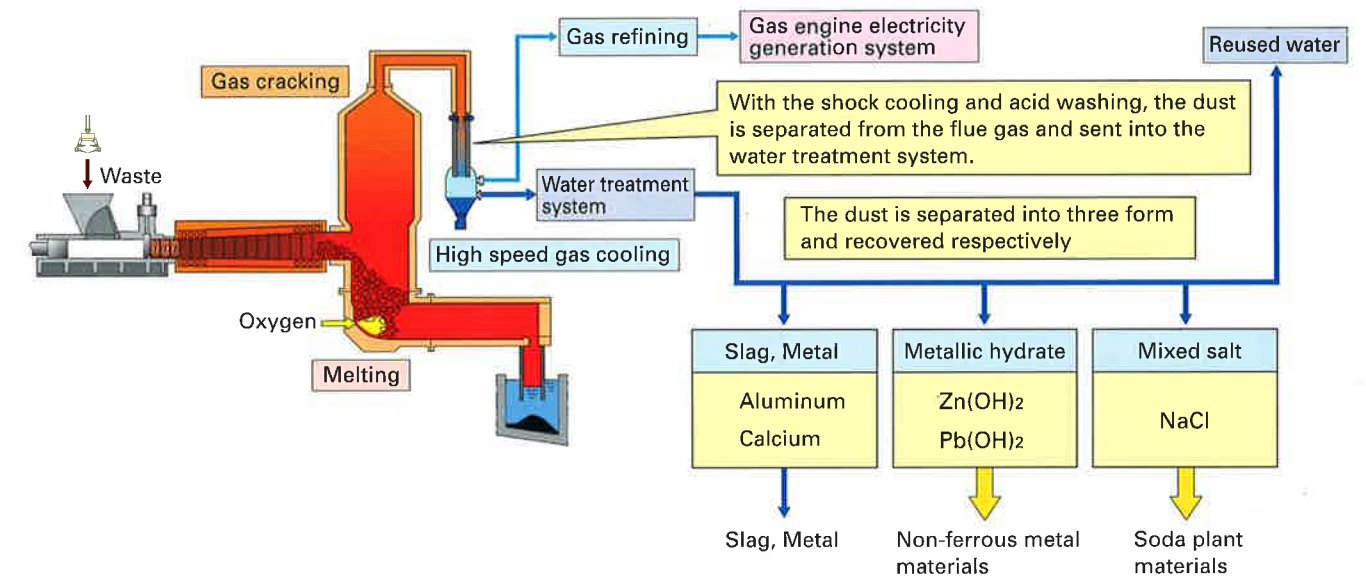 Gas refining
Gas engine electricity
generation system
Reused water
Gas cracking
With the shock cooling and acid washing, the dust
is separated from the flue gas and sent into the
water treatment system.
Waste
Water treatment
system
The dust is separated into three form
and recovered respectively
High speed gas cooling
Oxygen
Melting
Slag, Metal
Aluminum
Calcium
Metallic hydrate
Zn(OH)2
Pb(OH)2
Mixed salt
NaCl
Slag, Metal
Non-ferrous metal
materials
Soda plant
materials